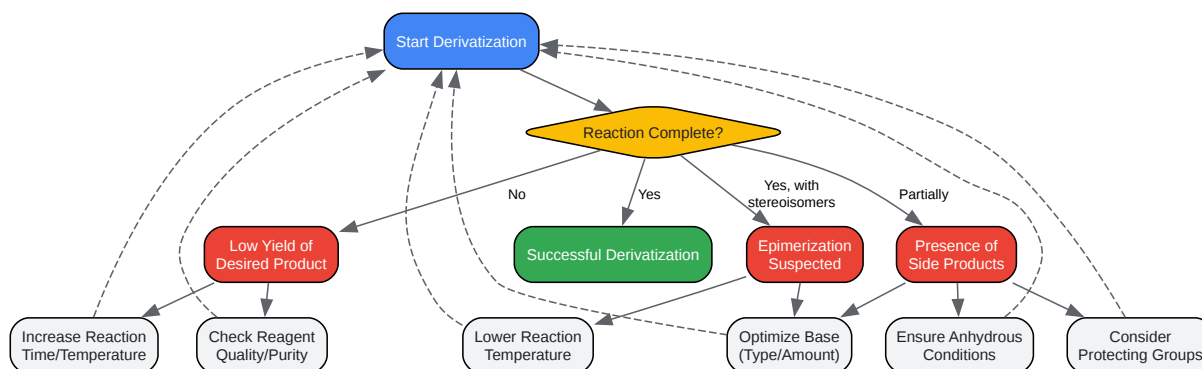 Start Derivatization
Reaction Complete?
No
Yes
Yes, with
stereoisomers
Partially
Low Yield of
Desired Product
Successful Derivatization
Epimerization
Suspected
Presence of
Side Products
Increase Reaction
Time/Temperature
Check Reagent
Quality/Purity
Lower Reaction
Temperature
Optimize Base
(Type/Amount)
Ensure Anhydrous
Conditions
Consider
Protecting Groups